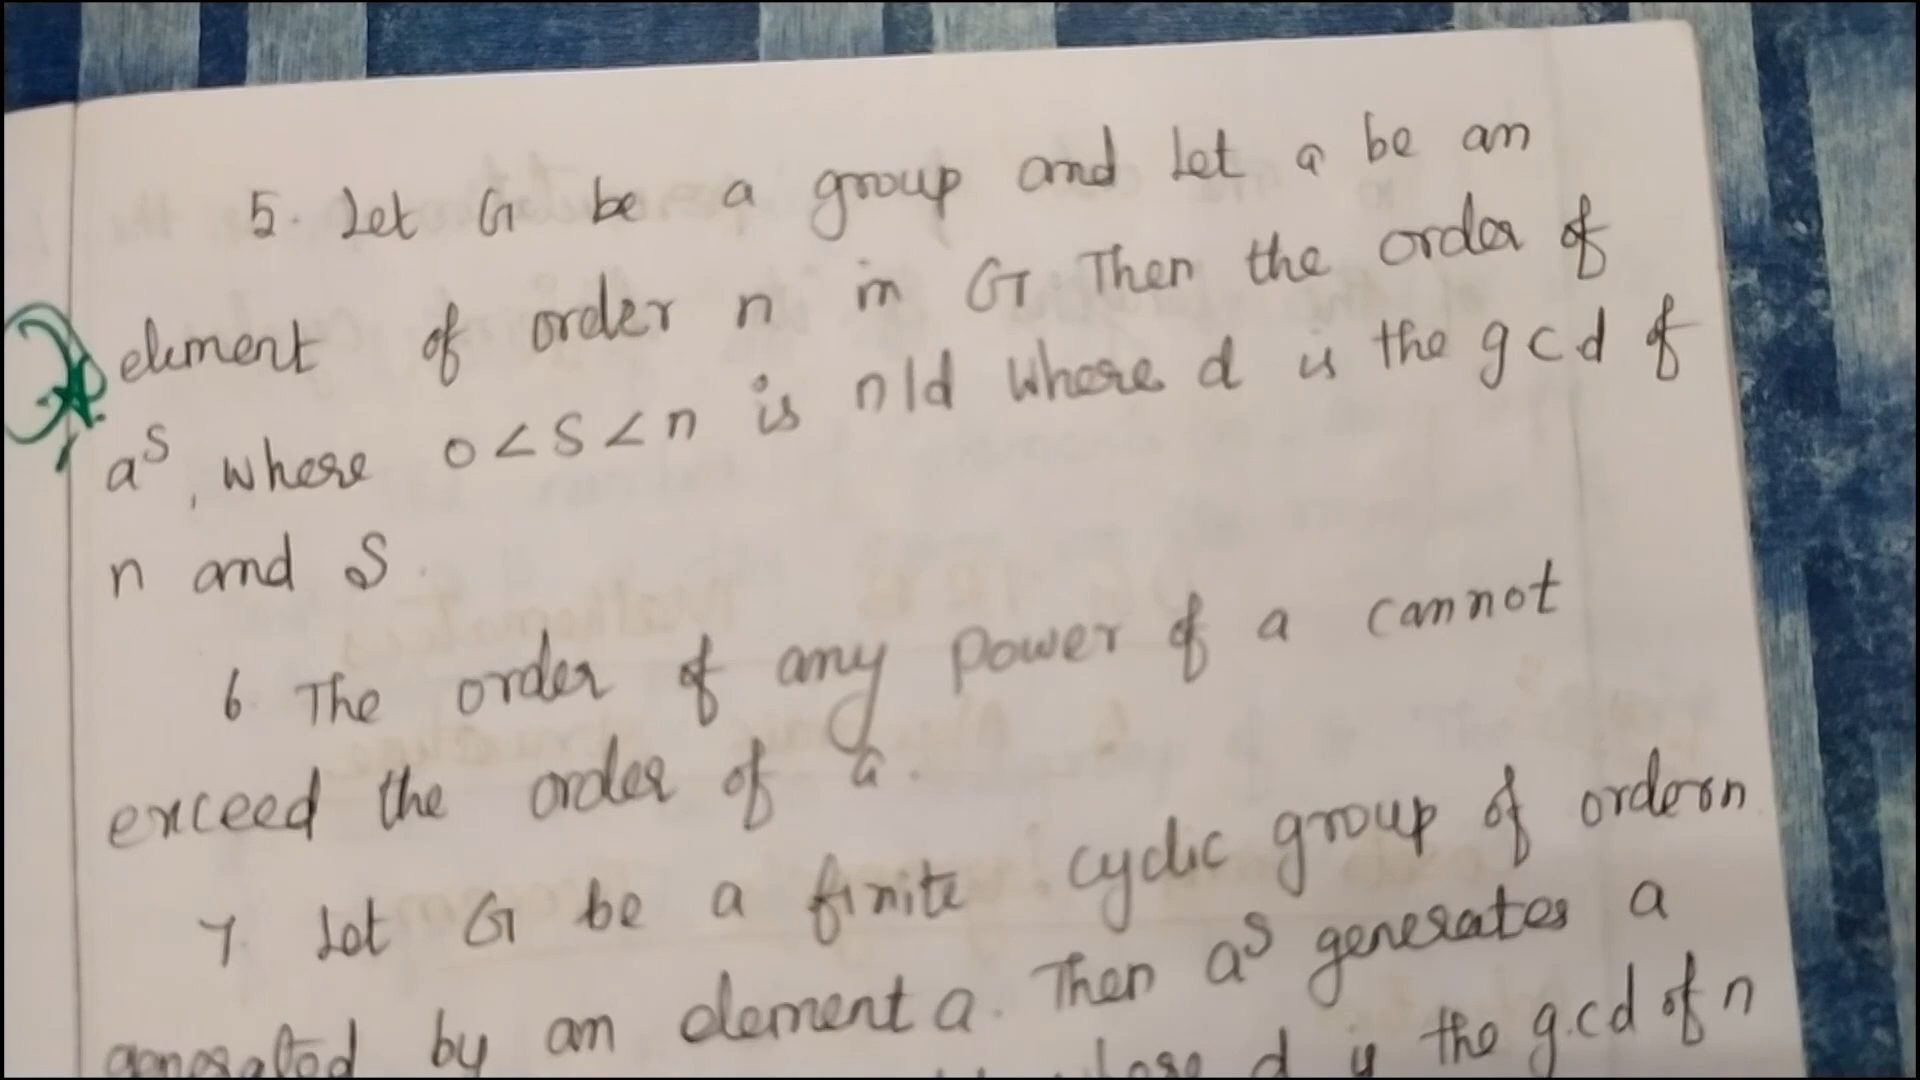 5. Let G be a group and Let a be an
element of order n in G Then the order of
a^s, where 0<S<n is n/d where d is the gcd of
n and S.
6 The order of any power of a cannot
exceed the order of a.
7. Let G be a finite cyclic group of order n
generated by an element a. Then a^s generates a
d is the g.c.d of n